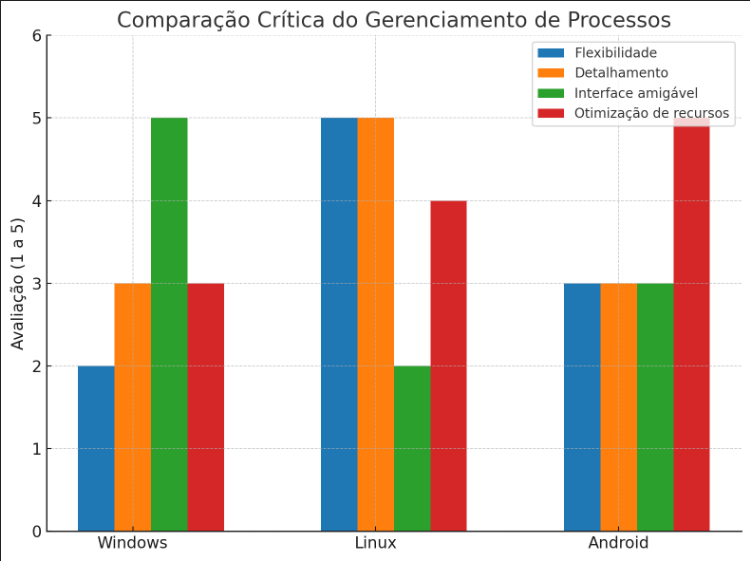 Comparação Crítica do Gerenciamento de Processos
Flexibilidade
Detalhamento
Interface amigável
Otimização de recursos
Avaliação (1 a 5)
6
5
4
3
2
1
0
Windows
Linux
Android